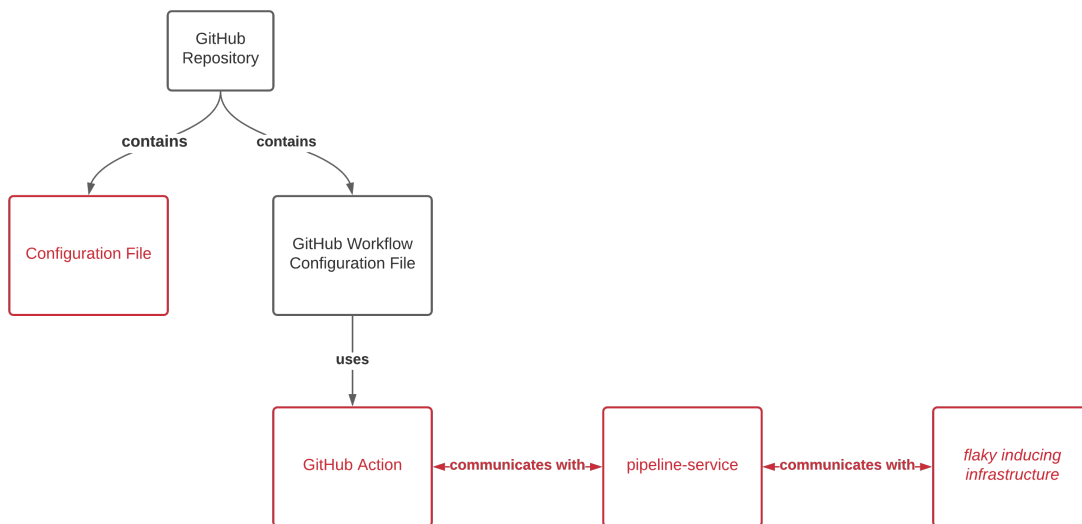 GitHub
Repository
contains
contains
Configuration File
GitHub Workflow
Configuration File
uses
GitHub Action
communicates with
pipeline-service
communicates with
flaky inducing
infrastructure